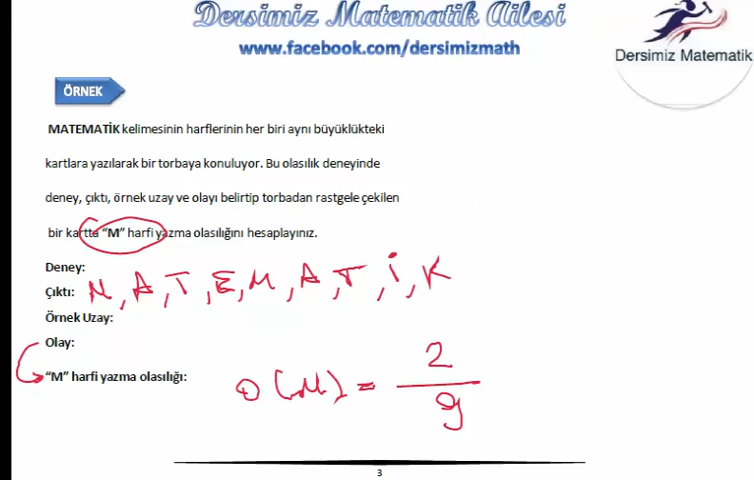 Dersimiz Matematik Ailesi
www.facebook.com/dersimizmath
Dersimiz Matematik
ÖRNEK
MATEMATİK kelimesinin harflerinin her biri aynı büyüklükteki
kartlara yazılarak bir torbaya konuluyor. Bu olasılık deneyinde
deney, çıktı, örnek uzay ve olayı belirtip torbadan rastgele çekilen
bir kartta "M" harfi yazma olasılığını hesaplayınız.
Deney:
Çıktı: M, A, T, E, M, A, T, İ, K
Örnek Uzay:
Olay:
"M" harfi yazma olasılığı: O(M) = 2
9
3